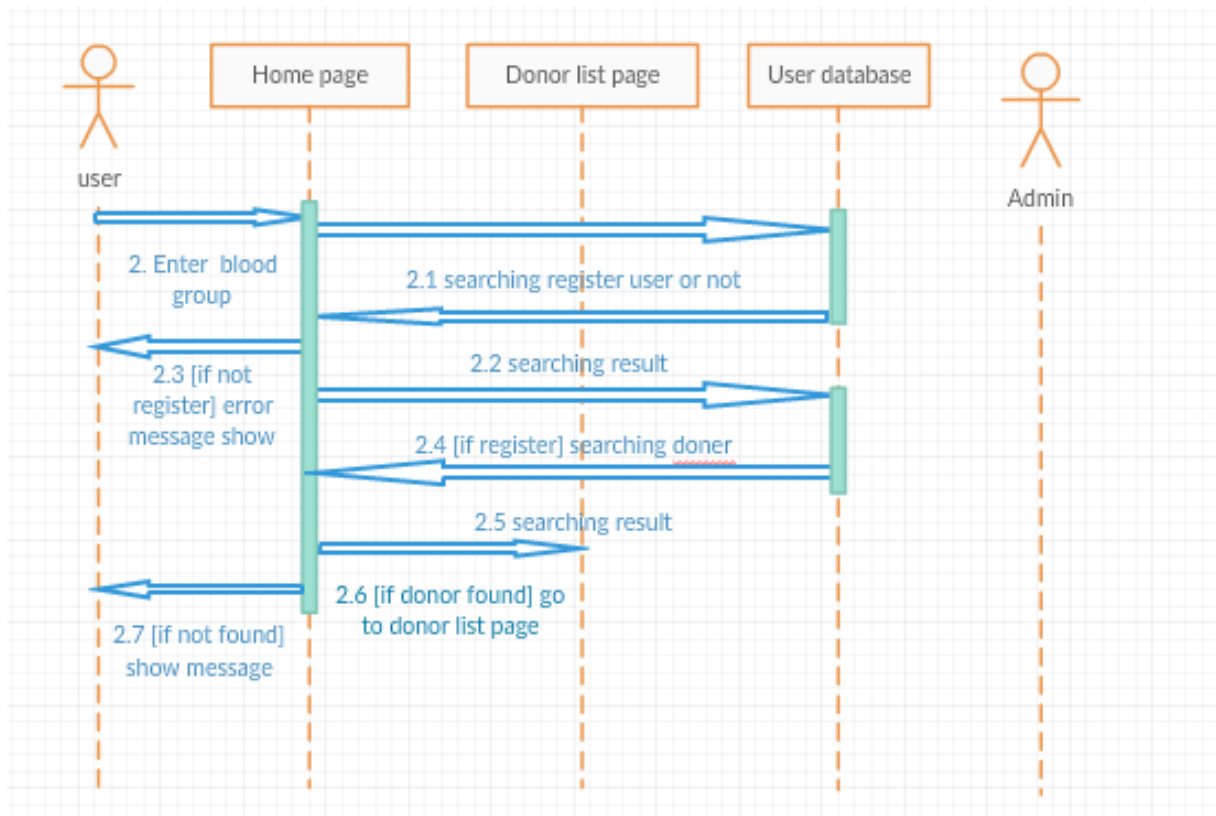 Home page
Donor list page
User database
user
Admin
2. Enter blood
group
2.1 searching register user or not
2.2 searching result
2.3 [if not
register] error
message show
2.4 [if register] searching doner
2.5 searching result
2.6 [if donor found] go
to donor list page
2.7 [if not found]
show message